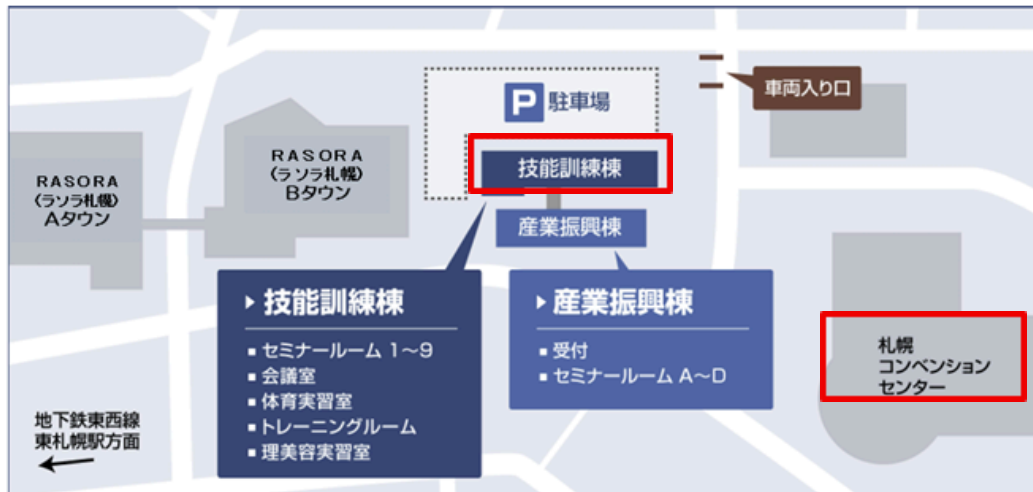 P 駐車場
車両入り口
技能訓練棟
産業振興棟
RASORA
(ラソラ札幌)
Aタウン
RASORA
(ラソラ札幌)
Bタウン
技能訓練棟
セミナールーム 1〜9
会議室
体育実習室
トレーニングルーム
理美容実習室
産業振興棟
受付
セミナールーム A〜D
札幌
コンベンション
センター
地下鉄東西線
東札幌駅方面